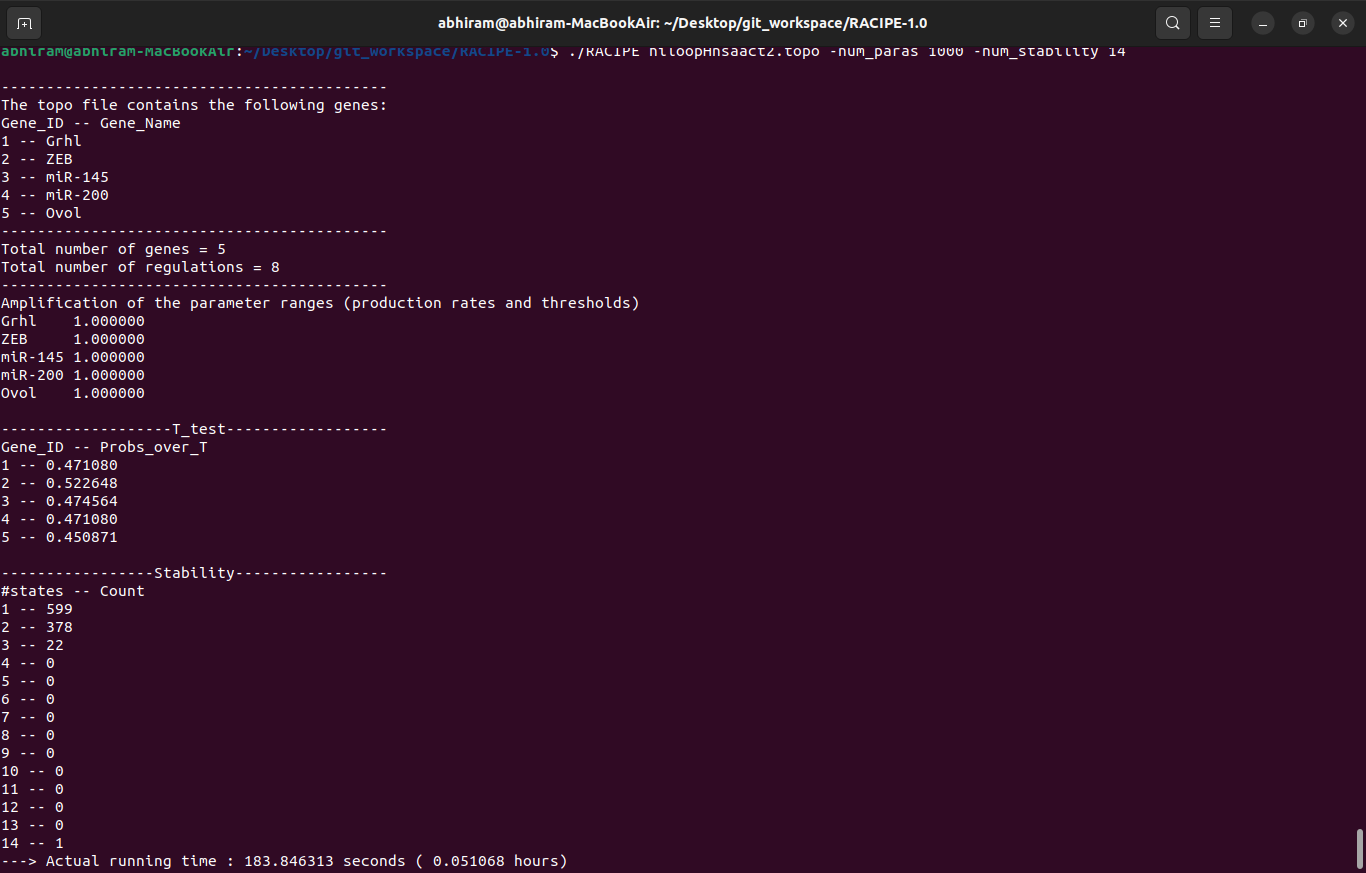 abhiram@abhiram-MacBookAir: ~/Desktop/git_workspace/RACIPE-1.0
abhiram@abhiram-MacBookAir:~/Desktop/git_workspace/RACIPE-1.0$ ./RACIPE hiloopHnsaact2.topo -num_paras 1000 -num_stability 14
-------------------------------------------
The topo file contains the following genes:
Gene_ID -- Gene_Name
1 -- Grhl
2 -- ZEB
3 -- miR-145
4 -- miR-200
5 -- Ovol
-------------------------------------------
Total number of genes = 5
Total number of regulations = 8
-------------------------------------------
Amplification of the parameter ranges (production rates and thresholds)
Grhl    1.000000
ZEB     1.000000
miR-145 1.000000
miR-200 1.000000
Ovol    1.000000
-------------------T_test------------------
Gene_ID -- Probs_over_T
1 -- 0.471080
2 -- 0.522648
3 -- 0.474564
4 -- 0.471080
5 -- 0.450871
-----------------Stability-----------------
#states -- Count
1 -- 599
2 -- 378
3 -- 22
4 -- 0
5 -- 0
6 -- 0
7 -- 0
8 -- 0
9 -- 0
10 -- 0
11 -- 0
12 -- 0
13 -- 0
14 -- 1
---> Actual running time : 183.846313 seconds ( 0.051068 hours)